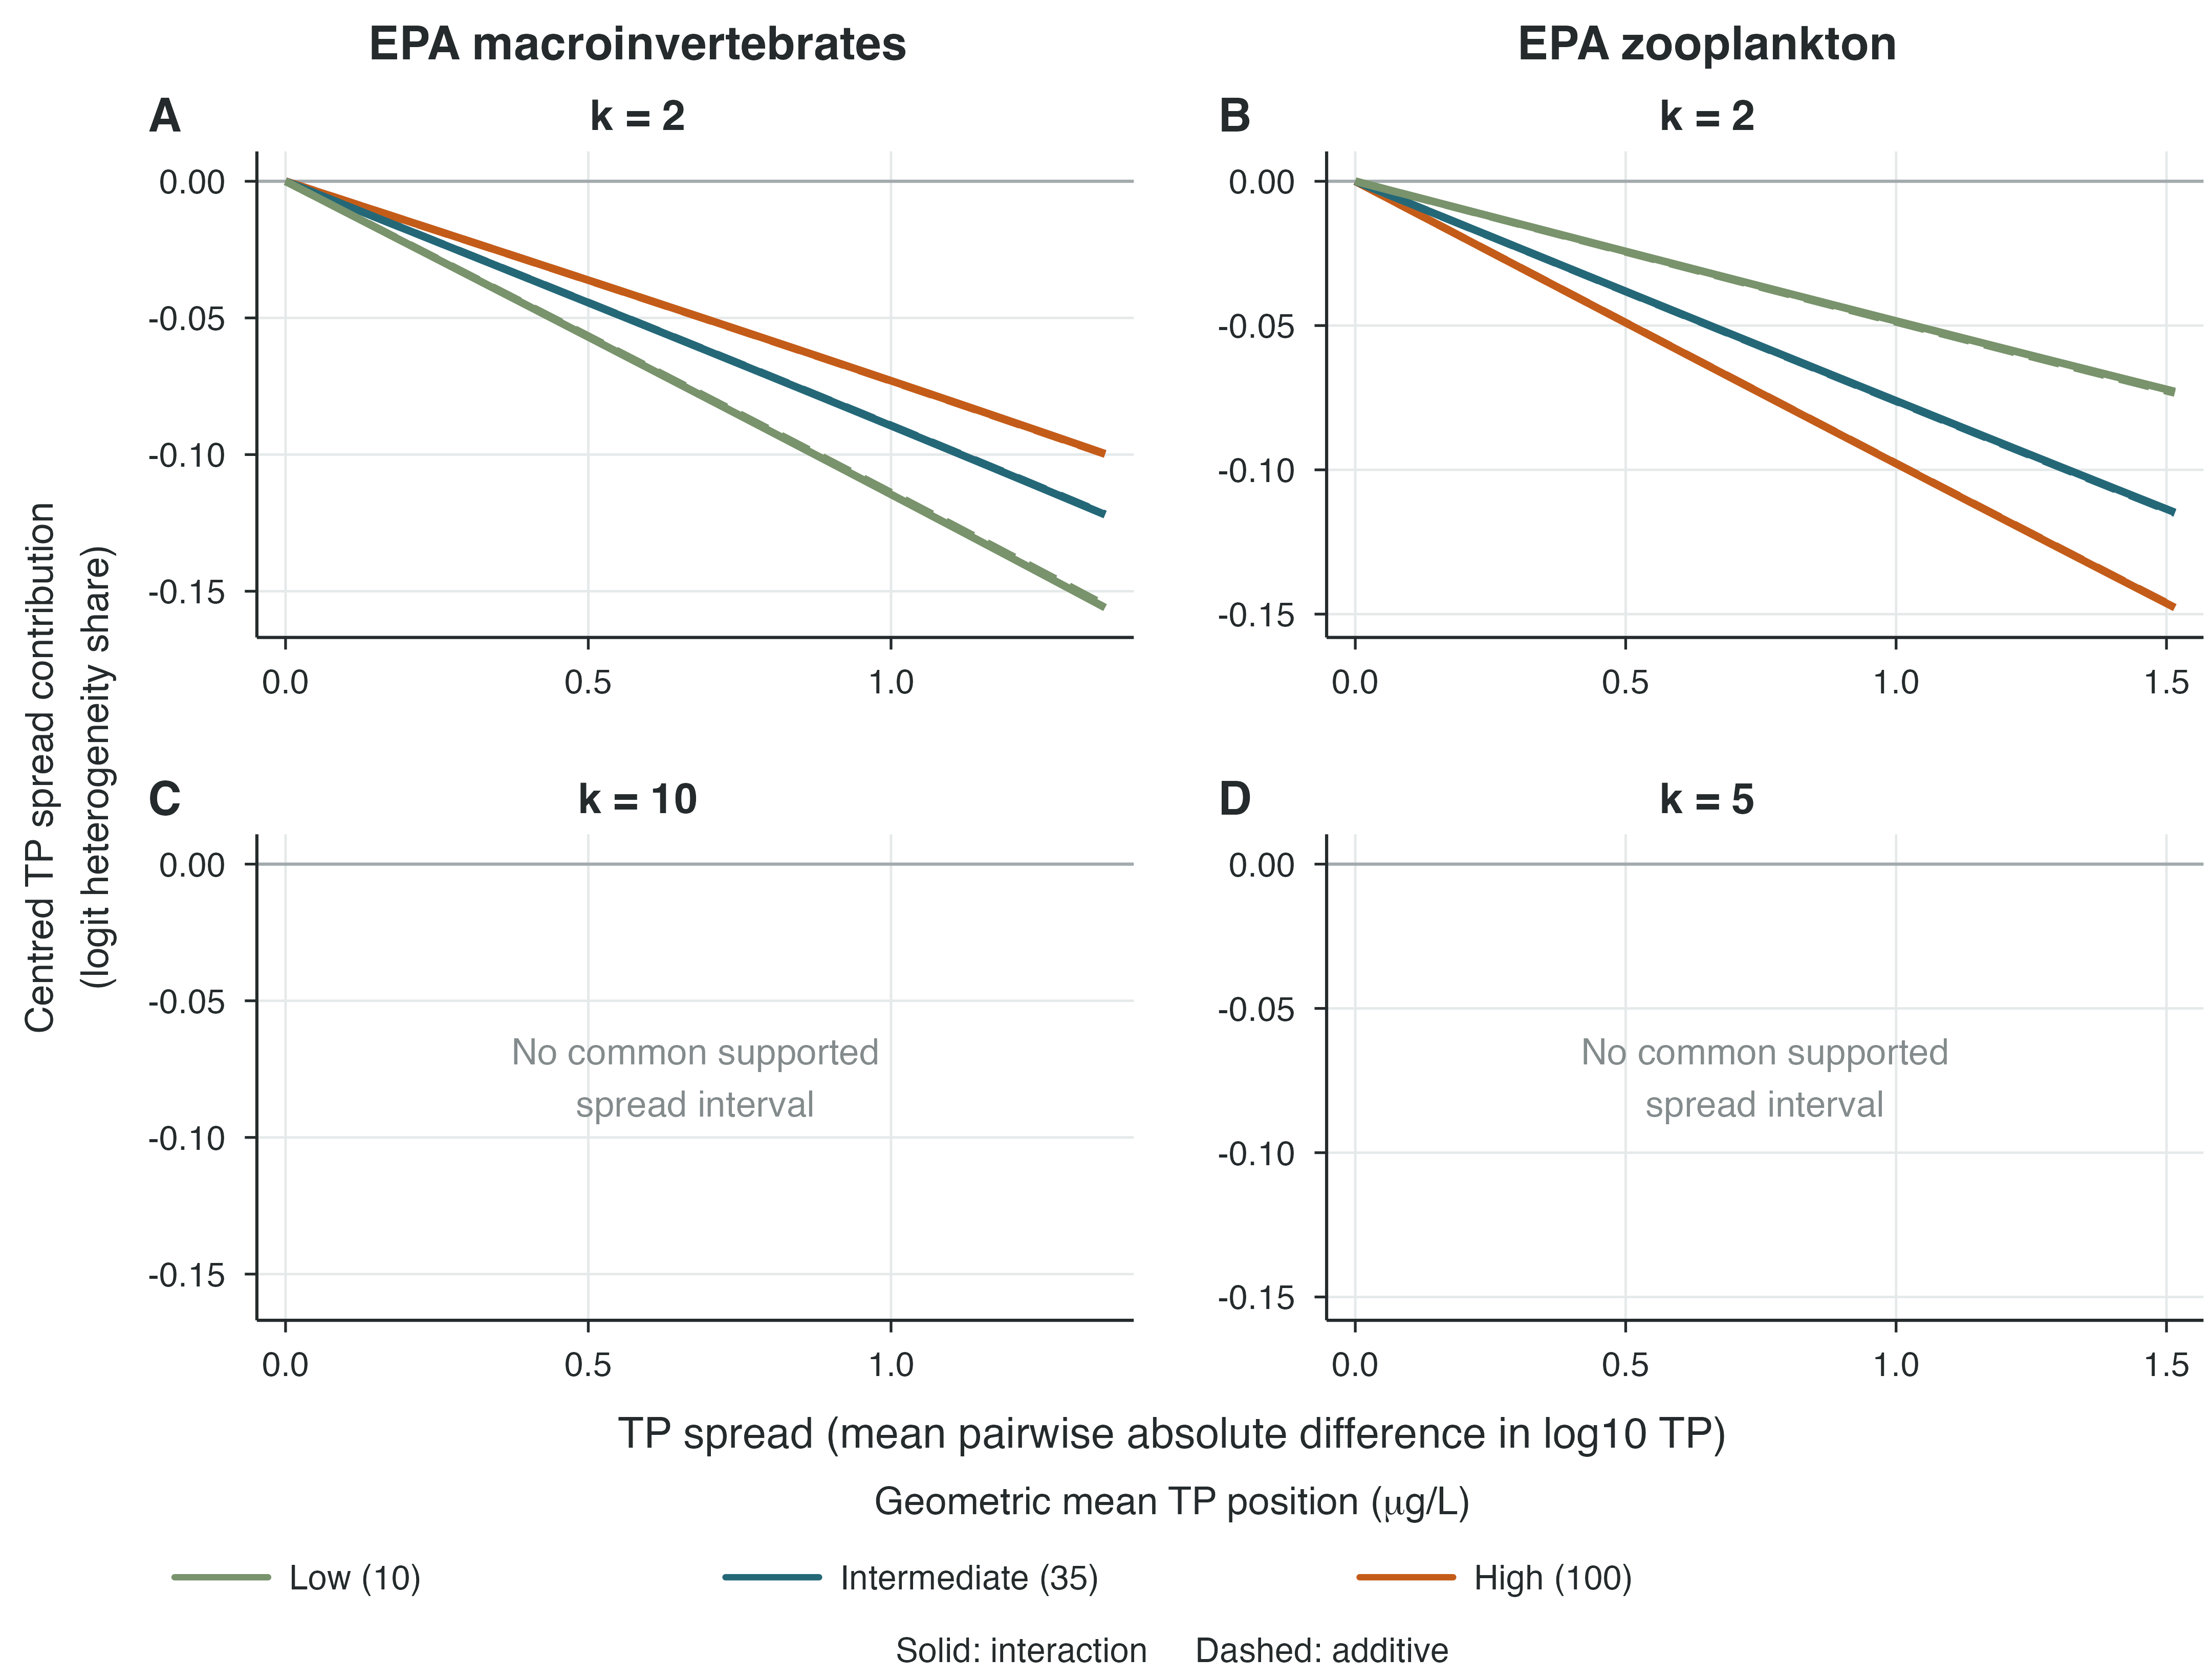 EPA macroinvertebrates
EPA zooplankton
A
k = 2
B
k = 2
0.00
-0.05
-0.10
-0.15
0.0
0.5
1.0
0.00
-0.05
-0.10
-0.15
0.0
0.5
1.0
1.5
Centred TP spread contribution
(logit heterogeneity share)
C
k = 10
D
k = 5
0.00
-0.05
-0.10
-0.15
No common supported
spread interval
0.0
0.5
1.0
0.00
-0.05
-0.10
-0.15
No common supported
spread interval
0.0
0.5
1.0
1.5
TP spread (mean pairwise absolute difference in log10 TP)
Geometric mean TP position (μg/L)
Low (10)
Intermediate (35)
High (100)
Solid: interaction Dashed: additive